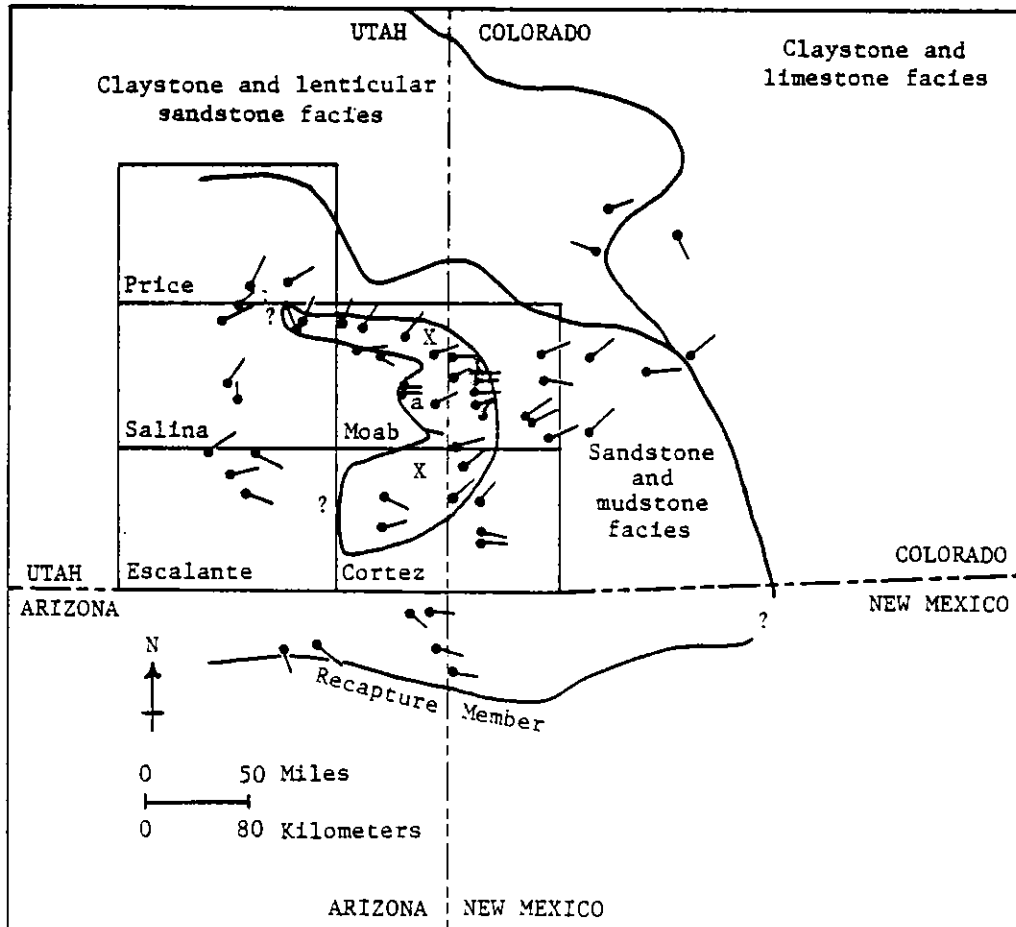 UTAH COLORADO
Claystone and
limestone facies
Claystone and lenticular
sandstone facies
Price
?
X
a
Salina
Moab
X
Sandstone
and
mudstone
facies
?
Escalante
Cortez
UTAH
COLORADO
ARIZONA
NEW MEXICO
?
N
Recapture Member
0 50 Miles
0 80 Kilometers
ARIZONA NEW MEXICO